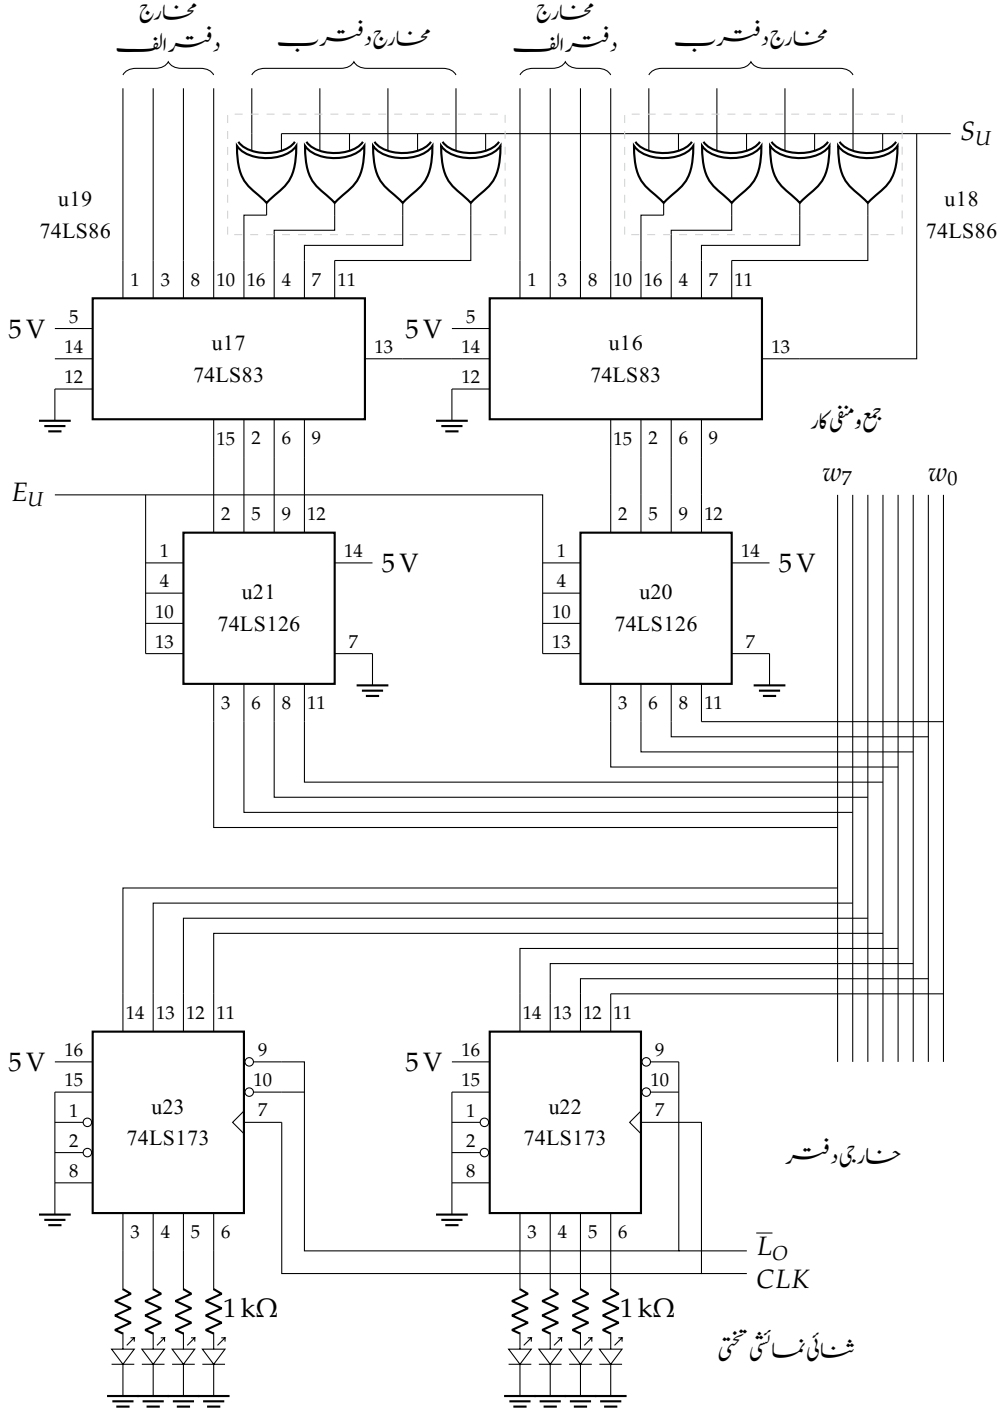 مخارج
دفتر الف
مخارج دفتر ب
مخارج
دفتر الف
مخارج دفتر ب
S_U
u19
74LS86
u18
74LS86
1 3 8 10 16 4 7 11
1 3 8 10 16 4 7 11
5 V 5
14
12
u17
74LS83
13
5 V 5
14
12
u16
74LS83
13
جمع و منفی کار
15 2 6 9
15 2 6 9
w7 w0
E_U
2 5 9 12
2 5 9 12
1
4
10
13
u21
74LS126
14 5 V
7
1
4
10
13
u20
74LS126
14 5 V
7
3 6 8 11
3 6 8 11
14 13 12 11
14 13 12 11
5 V 16
15
1
2
8
u23
74LS173
9
10
7
5 V 16
15
1
2
8
u22
74LS173
9
10
7
خارجی دفتر
3 4 5 6
3 4 5 6
L̅_O
CLK
1 kΩ
1 kΩ
ثنائی نمائشی تختی